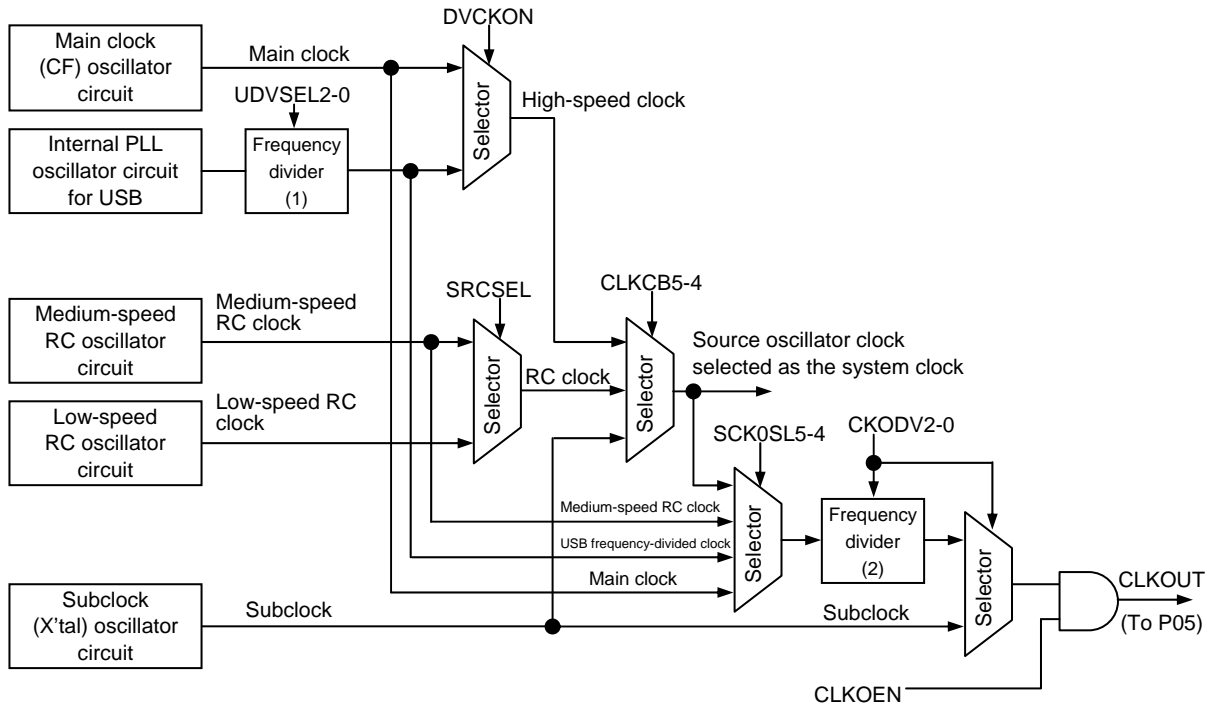 DVCKON
Main clock
(CF) oscillator
circuit
Main clock
UDVSEL2-0
High-speed clock
Selector
Internal PLL
oscillator circuit
for USB
Frequency
divider
(1)
SRCSEL
CLKCB5-4
Medium-speed
RC oscillator
circuit
Medium-speed
RC clock
Selector
RC clock
Selector
Source oscillator clock
selected as the system clock
Low-speed
RC oscillator
circuit
Low-speed RC
clock
SCK0SL5-4
CKODV2-0
Medium-speed RC clock
USB frequency-divided clock
Main clock
Selector
Frequency
divider
(2)
Selector
Subclock
(X'tal) oscillator
circuit
Subclock
Subclock
CLKOUT
(To P05)
CLKOEN